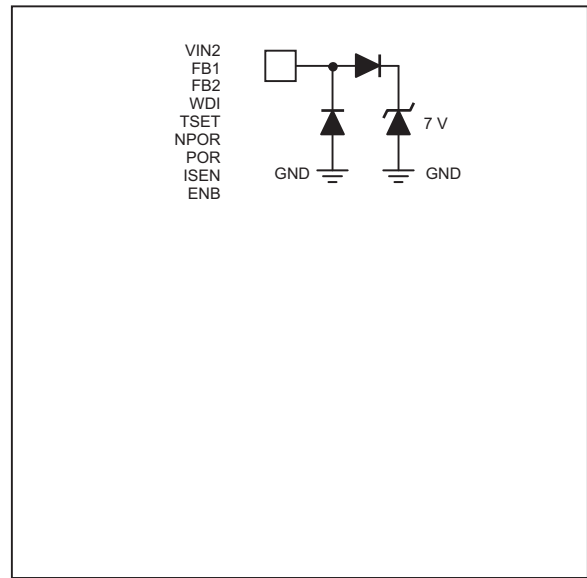 VIN2
FB1
FB2
WDI
TSET
NPOR
POR
ISEN
ENB
7 V
GND
GND